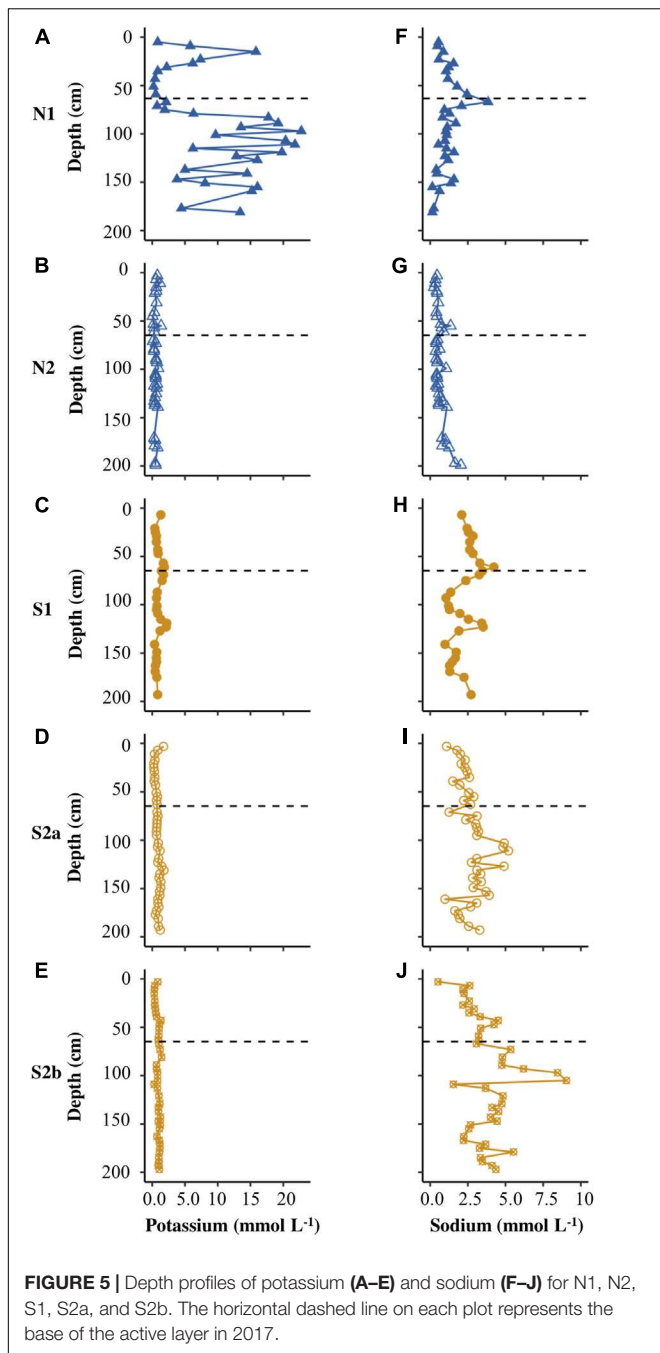 A
F
0
50
100
150
200
Depth (cm)
N1
B
G
0
50
100
150
200
Depth (cm)
N2
C
H
0
50
100
150
200
Depth (cm)
S1
D
I
0
50
100
150
200
Depth (cm)
S2a
E
J
0
50
100
150
200
Depth (cm)
S2b
0.0 5.0 10 15 20
0.0 2.5 5.0 7.5 10
Potassium (mmol L⁻¹)
Sodium (mmol L⁻¹)
FIGURE 5 | Depth profiles of potassium (A–E) and sodium (F–J) for N1, N2,
S1, S2a, and S2b. The horizontal dashed line on each plot represents the
base of the active layer in 2017.